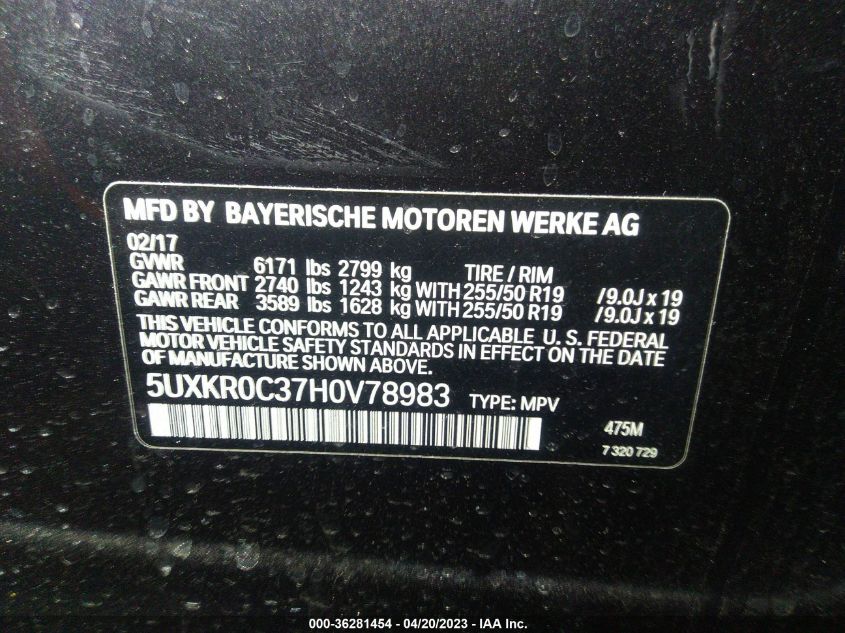 MFD BY BAYERISCHE MOTOREN WERKE AG
02/17
GVWR 6171 lbs 2799 kg TIRE / RIM
GAWR FRONT 2740 lbs 1243 kg WITH 255/50 R19 /9.0J x 19
GAWR REAR 3589 lbs 1628 kg WITH 255/50 R19 /9.0J x 19
THIS VEHICLE CONFORMS TO ALL APPLICABLE U. S. FEDERAL
MOTOR VEHICLE SAFETY STANDARDS IN EFFECT ON THE DATE
OF MANUFACTURE SHOWN ABOVE.
5UXKR0C37H0V78983 TYPE: MPV
475M
7 320 729
000-36281454 - 04/20/2023 - IAA Inc.